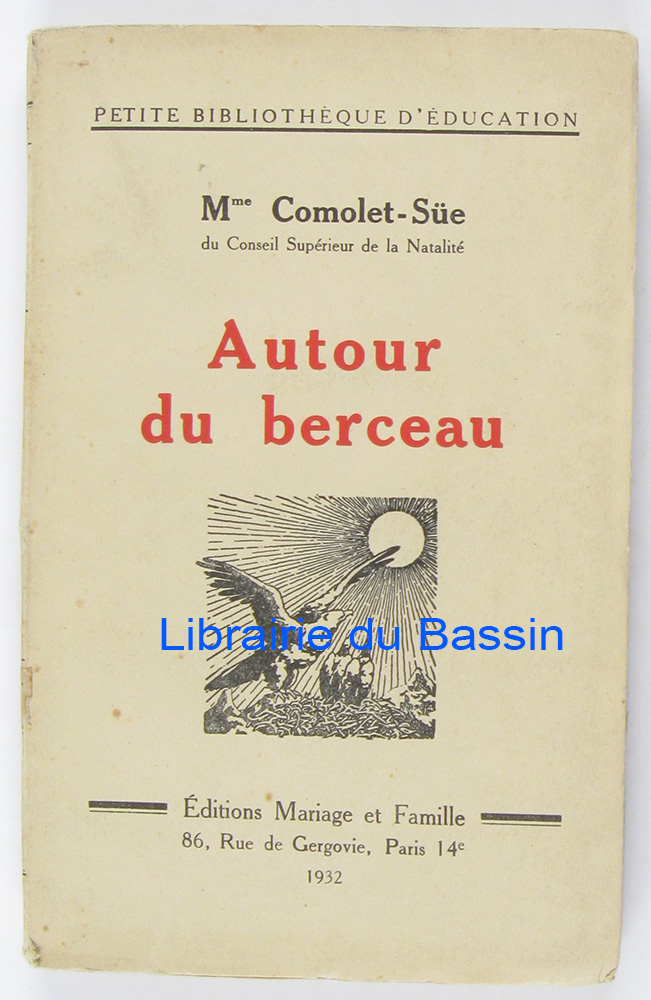 PETITE BIBLIOTHÈQUE D'ÉDUCATION
Mme Comolet-Süe
du Conseil Supérieur de la Natalité
Autour
du berceau
Librairie du Bassin
Éditions Mariage et Famille
86, Rue de Gergovie, Paris 14e
1932